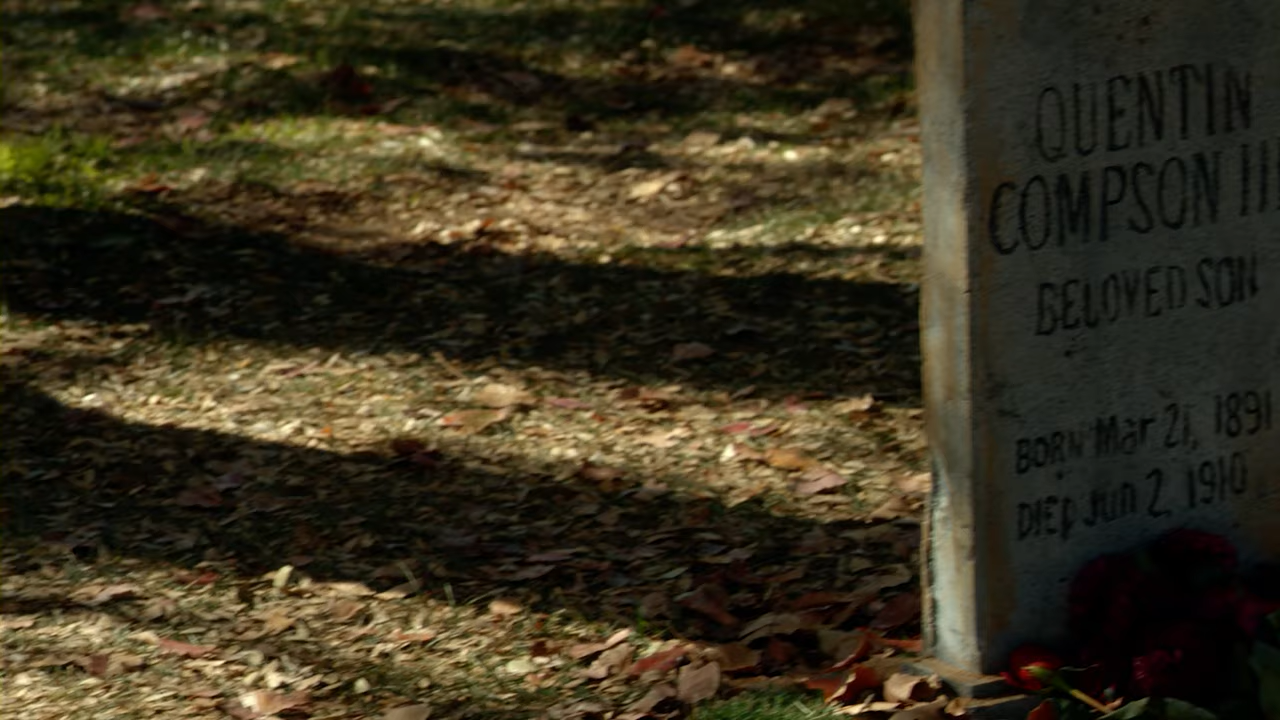 QUENTIN
COMPSON III
BELOVED SON
BORN Mar 21, 1891
DIED Jun 2, 1910